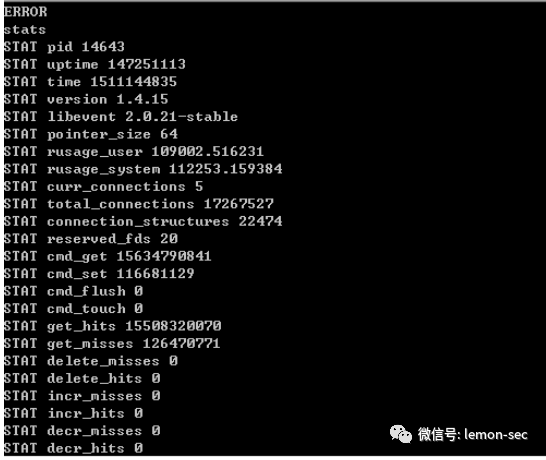 ERROR
stats
STAT pid 14643
STAT uptime 147251113
STAT time 1511144835
STAT version 1.4.15
STAT libevent 2.0.21-stable
STAT pointer_size 64
STAT rusage_user 109002.516231
STAT rusage_system 112253.159384
STAT curr_connections 5
STAT total_connections 17267527
STAT connection_structures 22474
STAT reserved_fds 20
STAT cmd_get 15634790841
STAT cmd_set 116681129
STAT cmd_flush 0
STAT cmd_touch 0
STAT get_hits 15508320070
STAT get_misses 126470771
STAT delete_misses 0
STAT delete_hits 0
STAT incr_misses 0
STAT incr_hits 0
STAT decr_misses 0
STAT decr_hits 0
微信号: lemon-sec